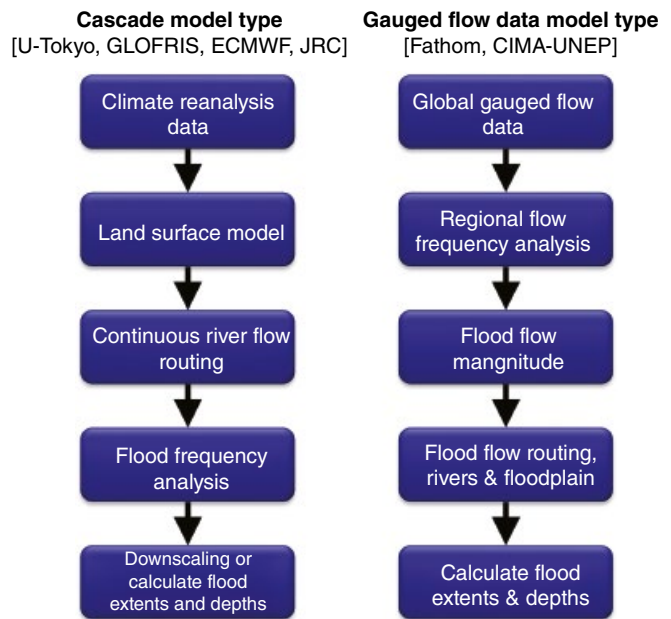 Cascade model type
[U-Tokyo, GLOFRIS, ECMWF, JRC]
Climate reanalysis
data
Land surface model
Continuous river flow
routing
Flood frequency
analysis
Downscaling or
calculate flood
extents and depths
Gauged flow data model type
[Fathom, CIMA-UNEP]
Global gauged flow
data
Regional flow
frequency analysis
Flood flow
mangnitude
Flood flow routing,
rivers & floodplain
Calculate flood
extents & depths